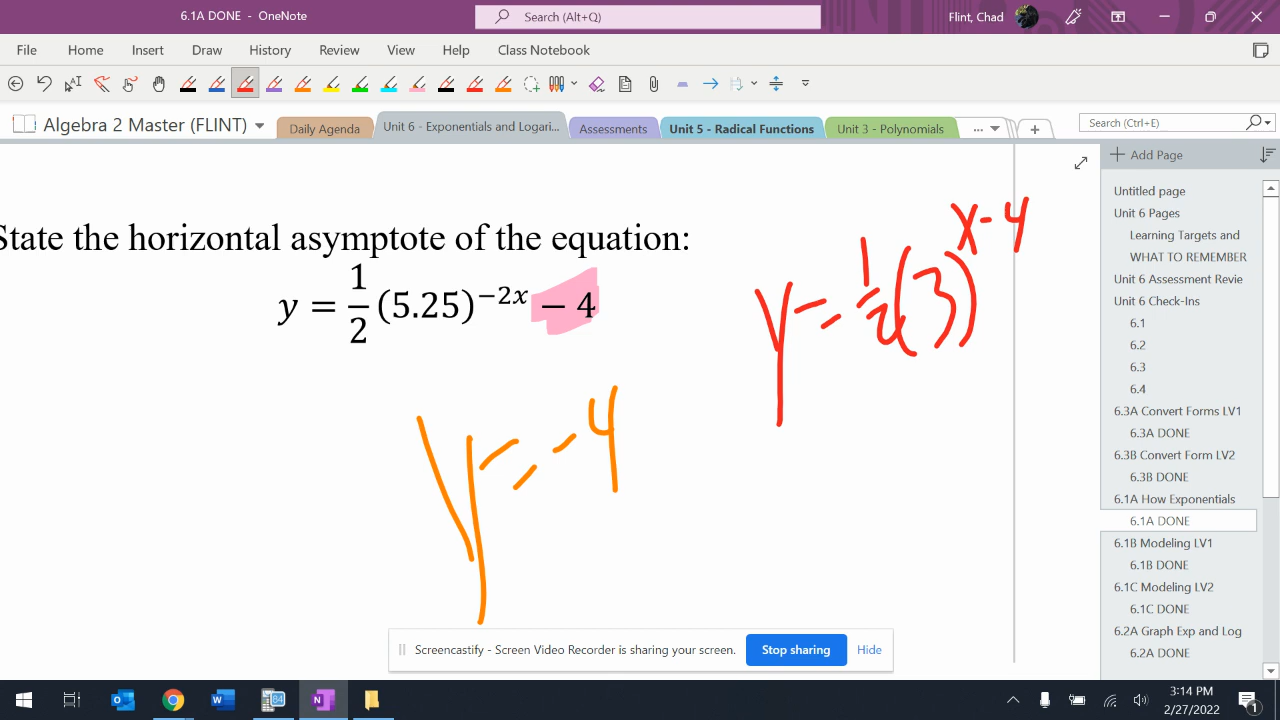 6.1A DONE - OneNote
Search (Alt+Q)
Flint, Chad
File Home Insert Draw History Review View Help Class Notebook
Algebra 2 Master (FLINT)
Daily Agenda
Unit 6 - Exponentials and Logari...
Assessments
Unit 5 - Radical Functions
Unit 3 - Polynomials
...
+
Search (Ctrl+E)
State the horizontal asymptote of the equation:
y = 1/2 (5.25)^{-2x} - 4
y = 1/2 (3)^{x-4}
y = -4
Add Page
Untitled page
Unit 6 Pages
Learning Targets and
WHAT TO REMEMBER
Unit 6 Assessment Revie
Unit 6 Check-Ins
6.1
6.2
6.3
6.4
6.3A Convert Forms LV1
6.3A DONE
6.3B Convert Form LV2
6.3B DONE
6.1A How Exponentials
6.1A DONE
6.1B Modeling LV1
6.1B DONE
6.1C Modeling LV2
6.1C DONE
6.2A Graph Exp and Log
6.2A DONE
Screencastify - Screen Video Recorder is sharing your screen.
Stop sharing
Hide
3:14 PM
2/27/2022
1